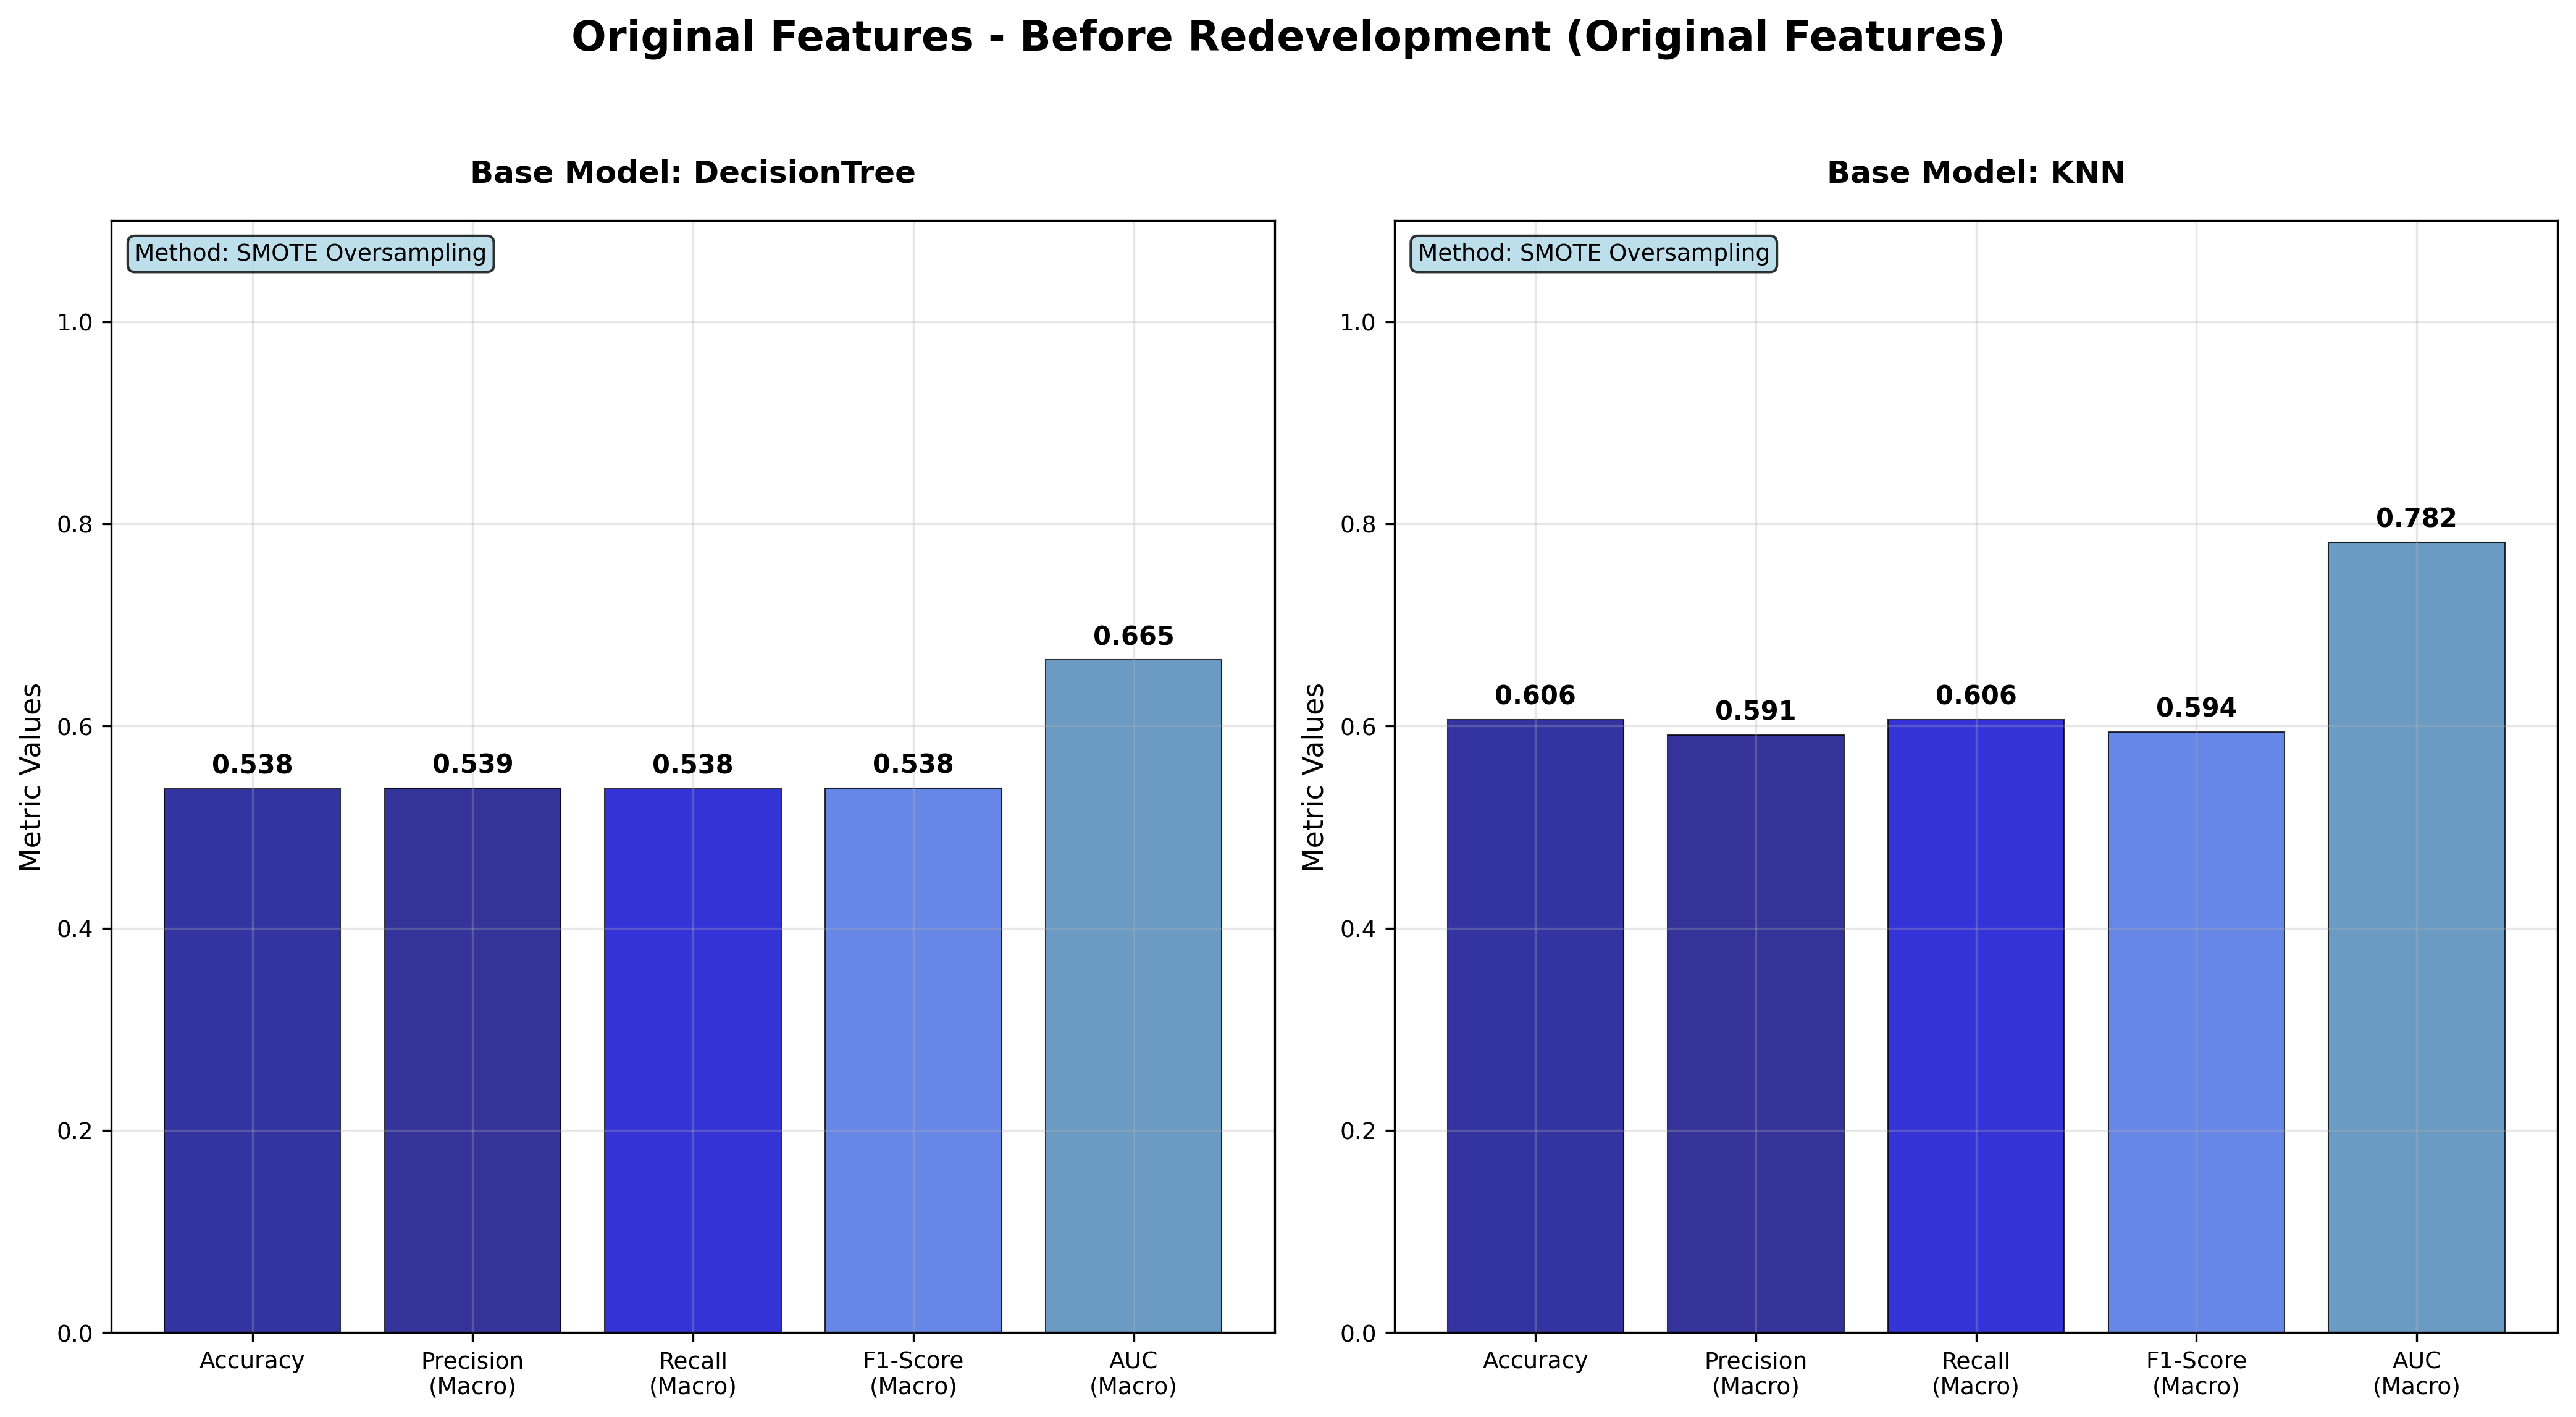 Original Features - Before Redevelopment (Original Features)
Base Model: DecisionTree
Method: SMOTE Oversampling
Metric Values
1.0
0.8
0.6
0.4
0.2
0.0
0.538
0.539
0.538
0.538
0.665
Accuracy
Precision
(Macro)
Recall
(Macro)
F1-Score
(Macro)
AUC
(Macro)
Base Model: KNN
Method: SMOTE Oversampling
Metric Values
1.0
0.8
0.6
0.4
0.2
0.0
0.606
0.591
0.606
0.594
0.782
Accuracy
Precision
(Macro)
Recall
(Macro)
F1-Score
(Macro)
AUC
(Macro)